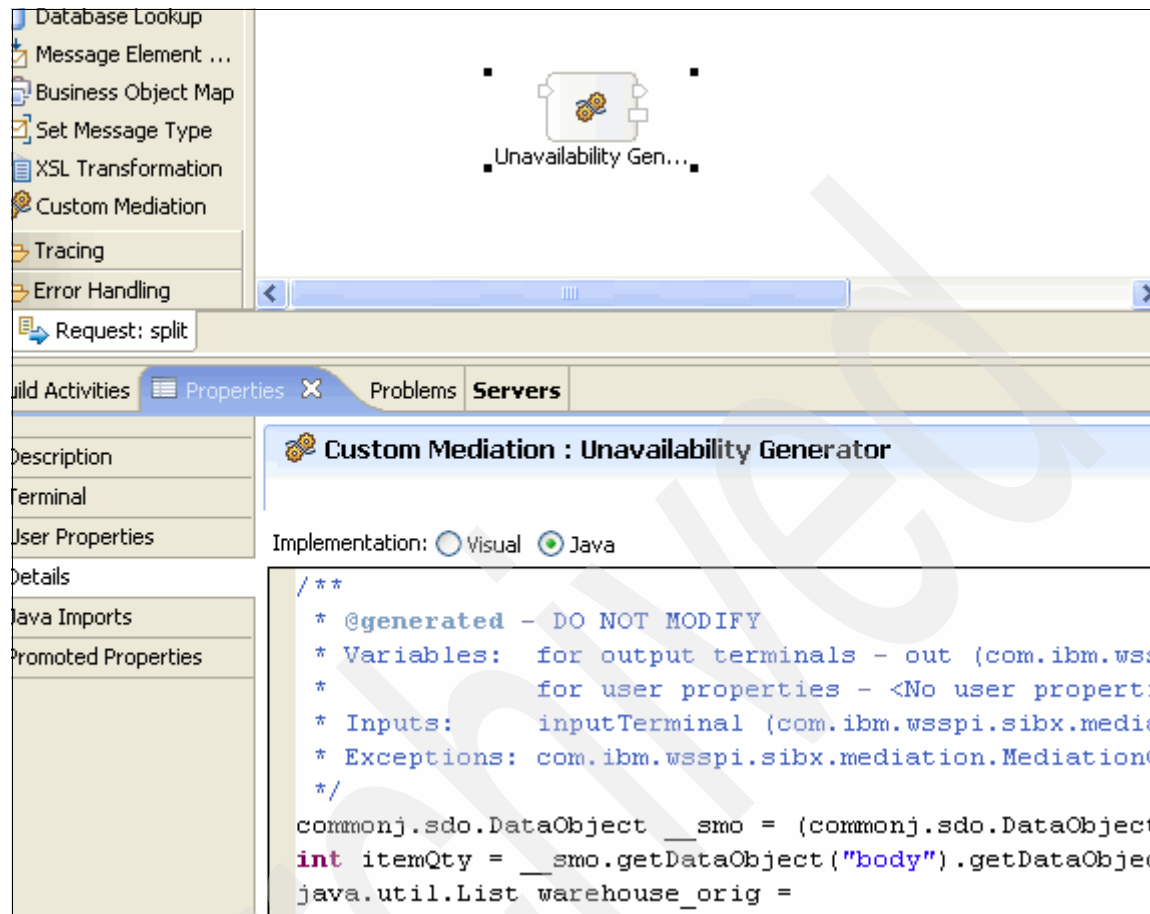 Database Lookup
Message Element ...
Business Object Map
Set Message Type
XSL Transformation
Custom Mediation
Tracing
Error Handling
Unavailability Gen...
Request: split
uild Activities Properties Problems Servers
Description
Terminal
User Properties
Details
Java Imports
Promoted Properties
Custom Mediation : Unavailability Generator
Implementation: Visual Java
/**
* @generated - DO NOT MODIFY
* Variables: for output terminals - out (com.ibm.wss
* for user properties - <No user properti
* Inputs: inputTerminal (com.ibm.wsspi.sibx.media
* Exceptions: com.ibm.wsspi.sibx.mediation.Mediation
*/
commonj.sdo.DataObject __smo = (commonj.sdo.DataObject
int itemQty = __smo.getDataObject("body").getDataObjec
java.util.List warehouse_orig =
hived